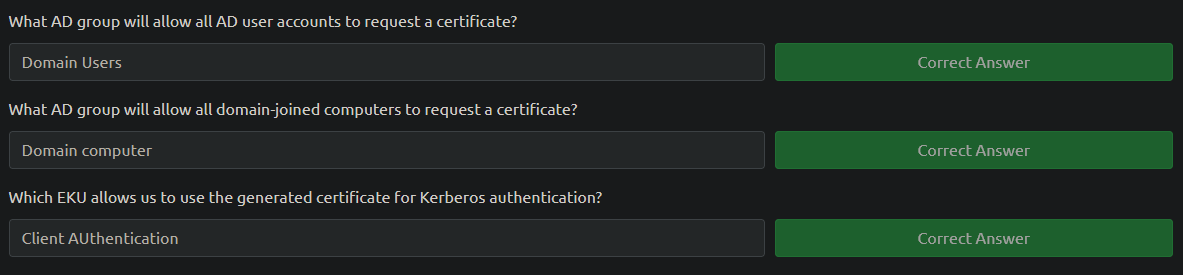 What AD group will allow all AD user accounts to request a certificate?
Domain Users
Correct Answer
What AD group will allow all domain-joined computers to request a certificate?
Domain computer
Correct Answer
Which EKU allows us to use the generated certificate for Kerberos authentication?
Client AUthentication
Correct Answer